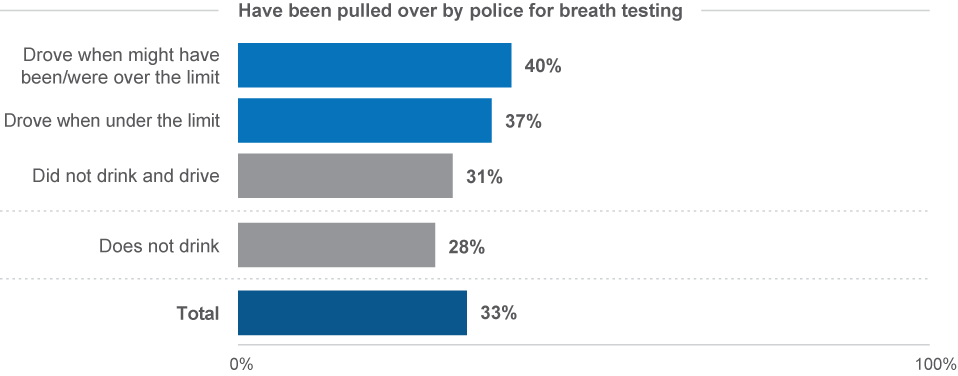 Have been pulled over by police for breath testing
Drove when might have
been/were over the limit
40%
Drove when under the limit
37%
Did not drink and drive
31%
Does not drink
28%
Total
33%
0%
100%